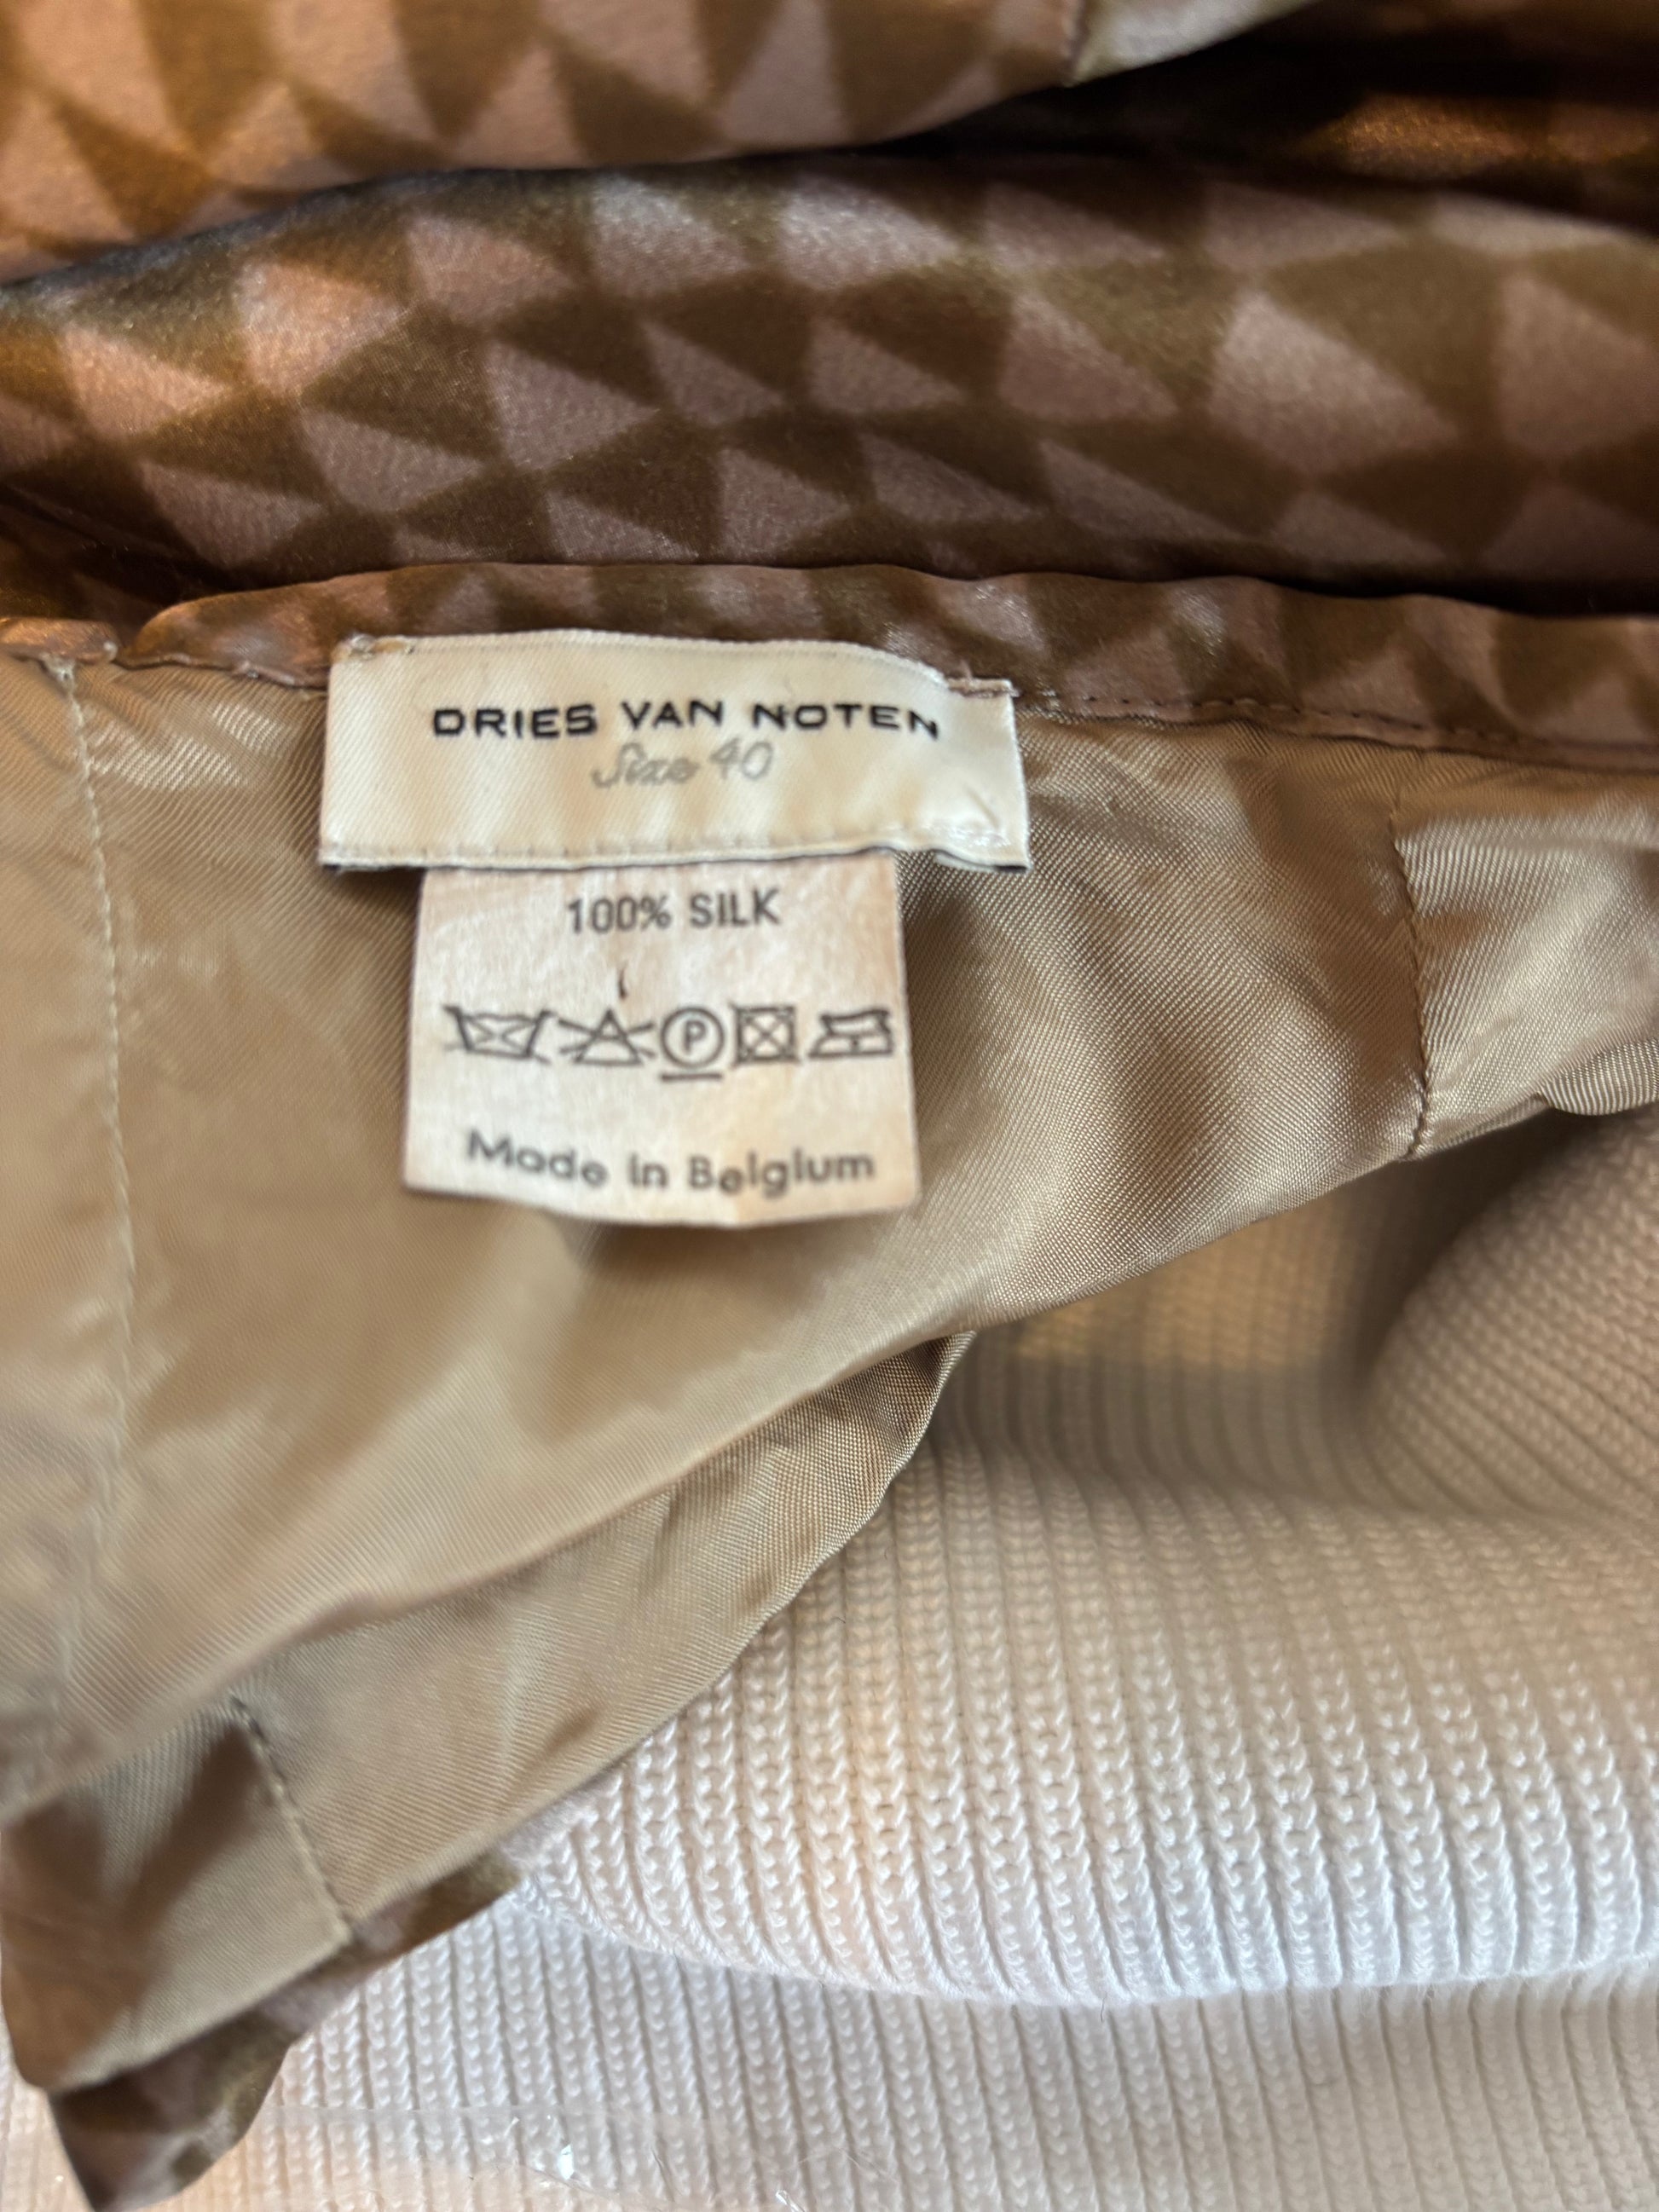 DRIES VAN NOTEN
Size 40
100% SILK
P
Made in Belgium